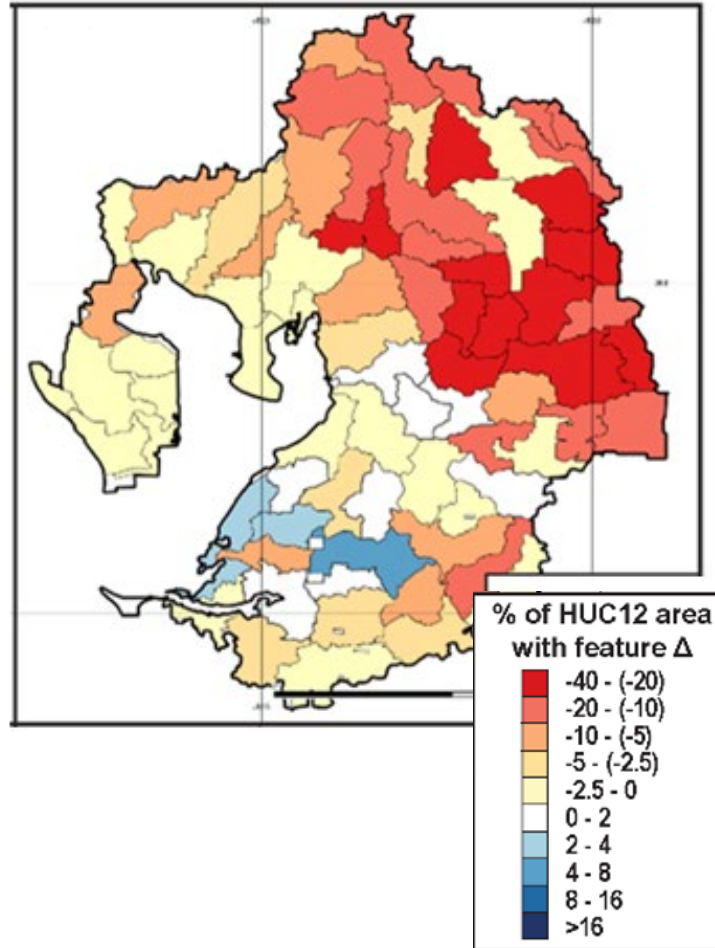 % of HUC12 area
with feature Δ
-40 - (-20)
-20 - (-10)
-10 - (-5)
-5 - (-2.5)
-2.5 - 0
0 - 2
2 - 4
4 - 8
8 - 16
>16